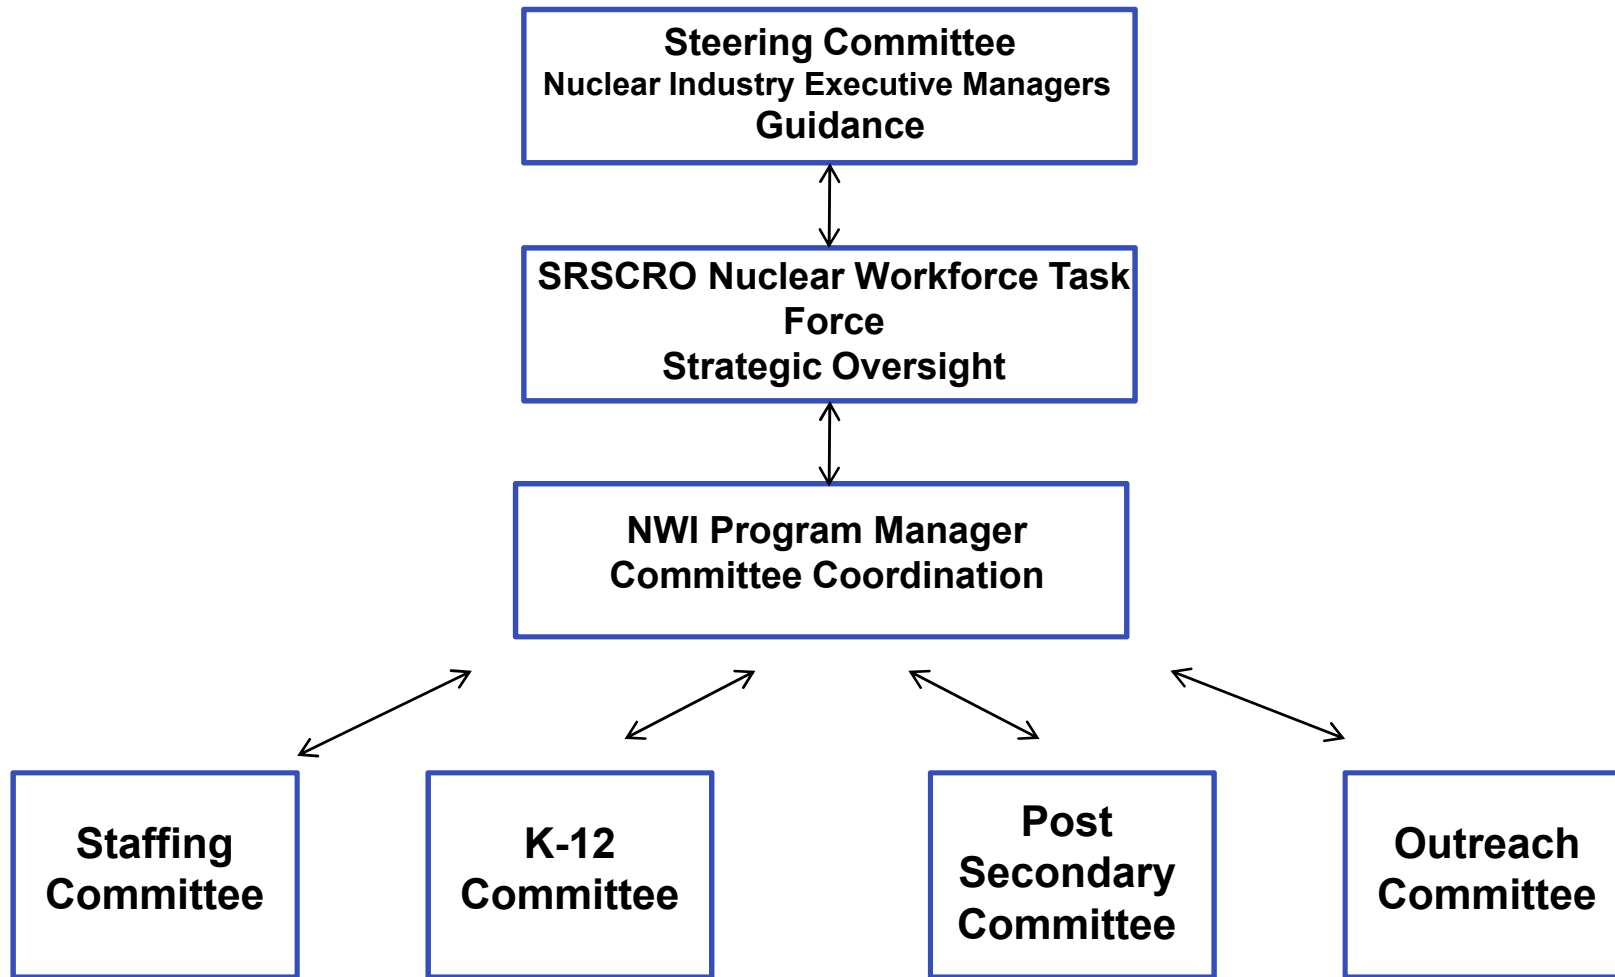 Steering Committee
Nuclear Industry Executive Managers
Guidance
SRSCRO Nuclear Workforce Task
Force
Strategic Oversight
NWI Program Manager
Committee Coordination
Staffing
Committee
K-12
Committee
Post
Secondary
Committee
Outreach
Committee